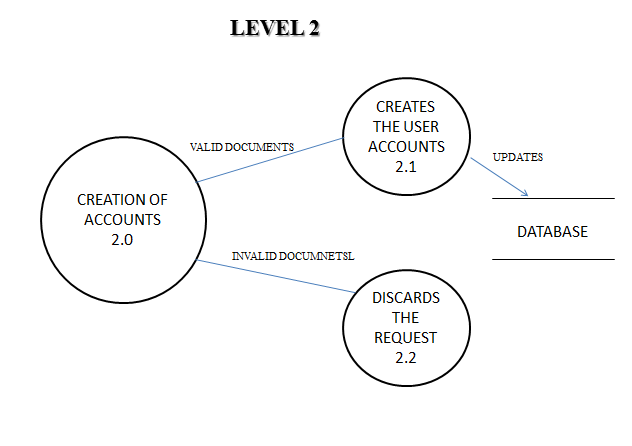 LEVEL 2
CREATES
THE USER
ACCOUNTS
2.1
VALID DOCUMENTS
UPDATES
CREATION OF
ACCOUNTS
2.0
DATABASE
INVALID DOCUMNETSL
DISCARDS
THE
REQUEST
2.2